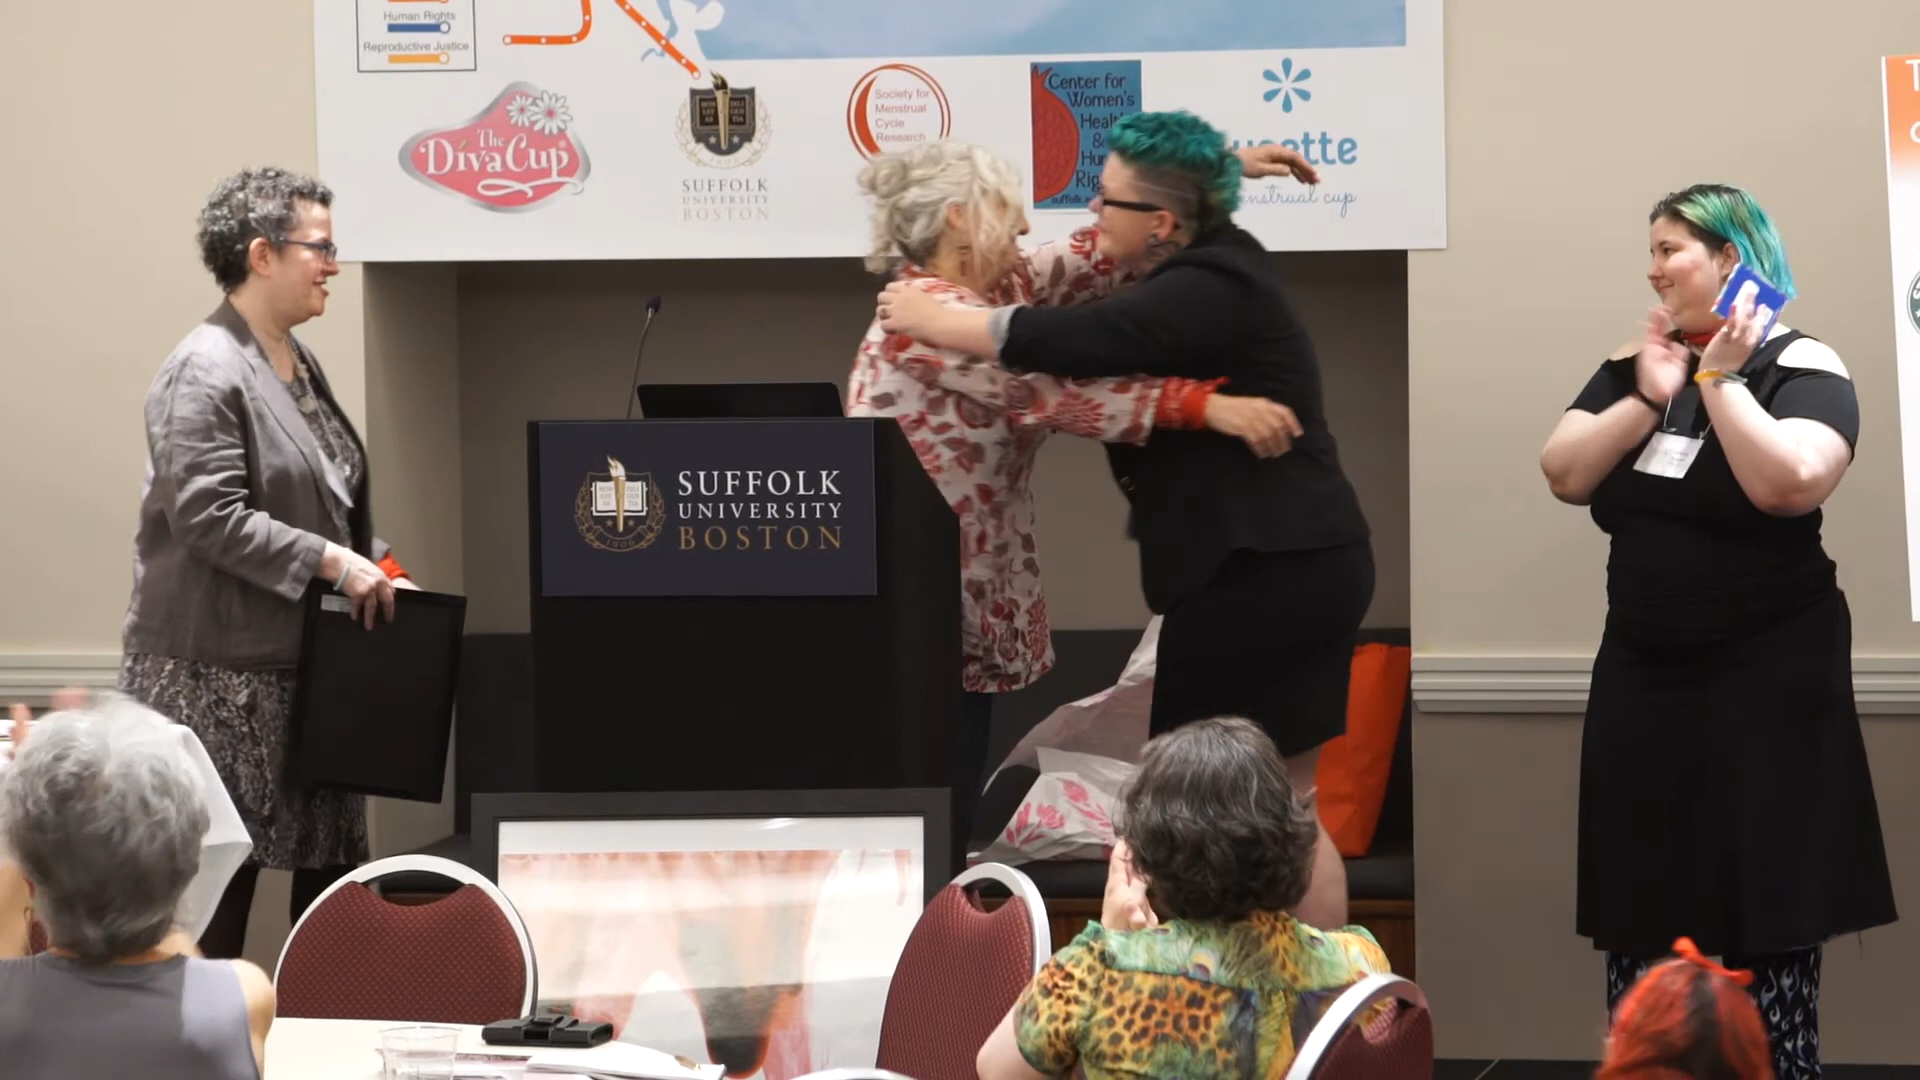 Human Rights
Reproductive Justice
The
DivaCup®
SUFFOLK
UNIVERSITY
BOSTON
Society for
Menstrual
Cycle
Research
Center for
Women's
&
SUFFOLK
UNIVERSITY
BOSTON
1906